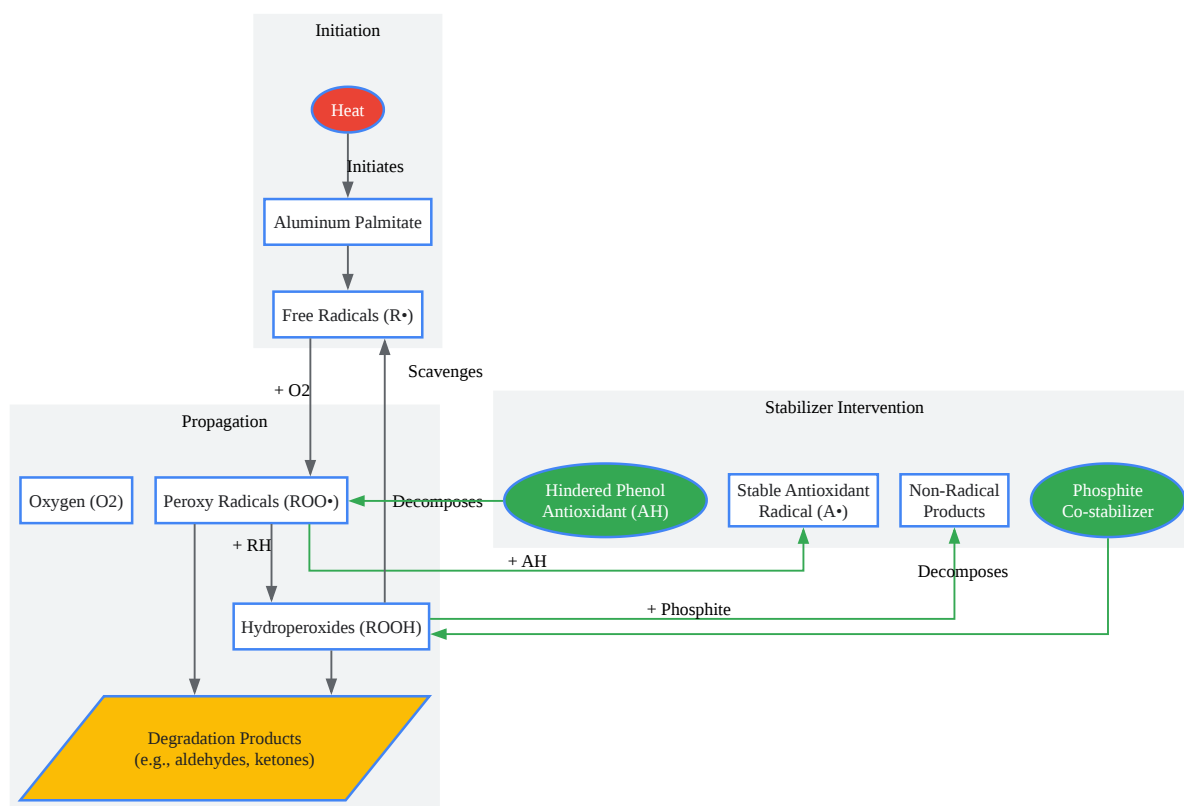 Initiation
Heat
Initiates
Aluminum Palmitate
Free Radicals (R•)
Scavenges
+ O2
Propagation
Stabilizer Intervention
Oxygen (O2)
Peroxy Radicals (ROO•)
Decomposes
Hindered Phenol
Antioxidant (AH)
Stable Antioxidant
Radical (A•)
Non-Radical
Products
Phosphite
Co-stabilizer
+ RH
+ AH
Decomposes
+ Phosphite
Hydroperoxides (ROOH)
Degradation Products
(e.g., aldehydes, ketones)